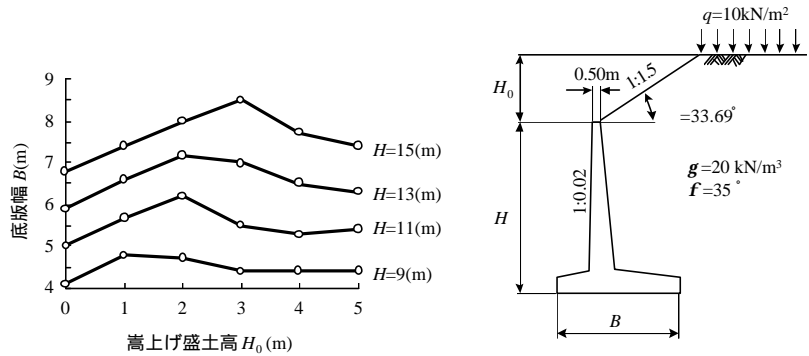 9
8
7
6
5
4
0 1 2 3 4 5
底版幅 B(m)
嵩上げ盛土高 H₀ (m)
H=15(m)
H=13(m)
H=11(m)
H=9(m)
q=10kN/m²
0.50m
1:1.5
H₀
=33.69°
1:0.02
H
g=20 kN/m³
f=35 °
B